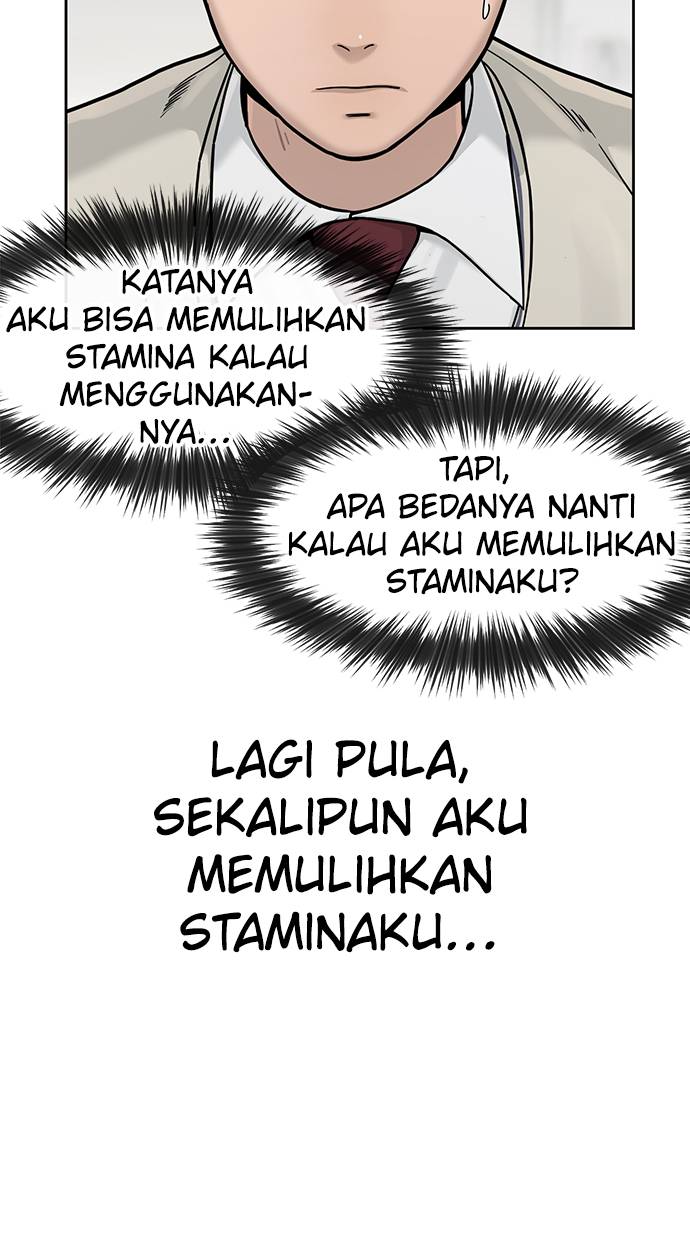 KATANYA
AKU BISA MEMULIHKAN
STAMINA KALAU
MENGGUNAKAN-
NYA...
TAPI,
APA BEDANYA NANTI
KALAU AKU MEMULIHKAN
STAMINAKU?
LAGI PULA,
SEKALIPUN AKU
MEMULIHKAN
STAMINAKU...